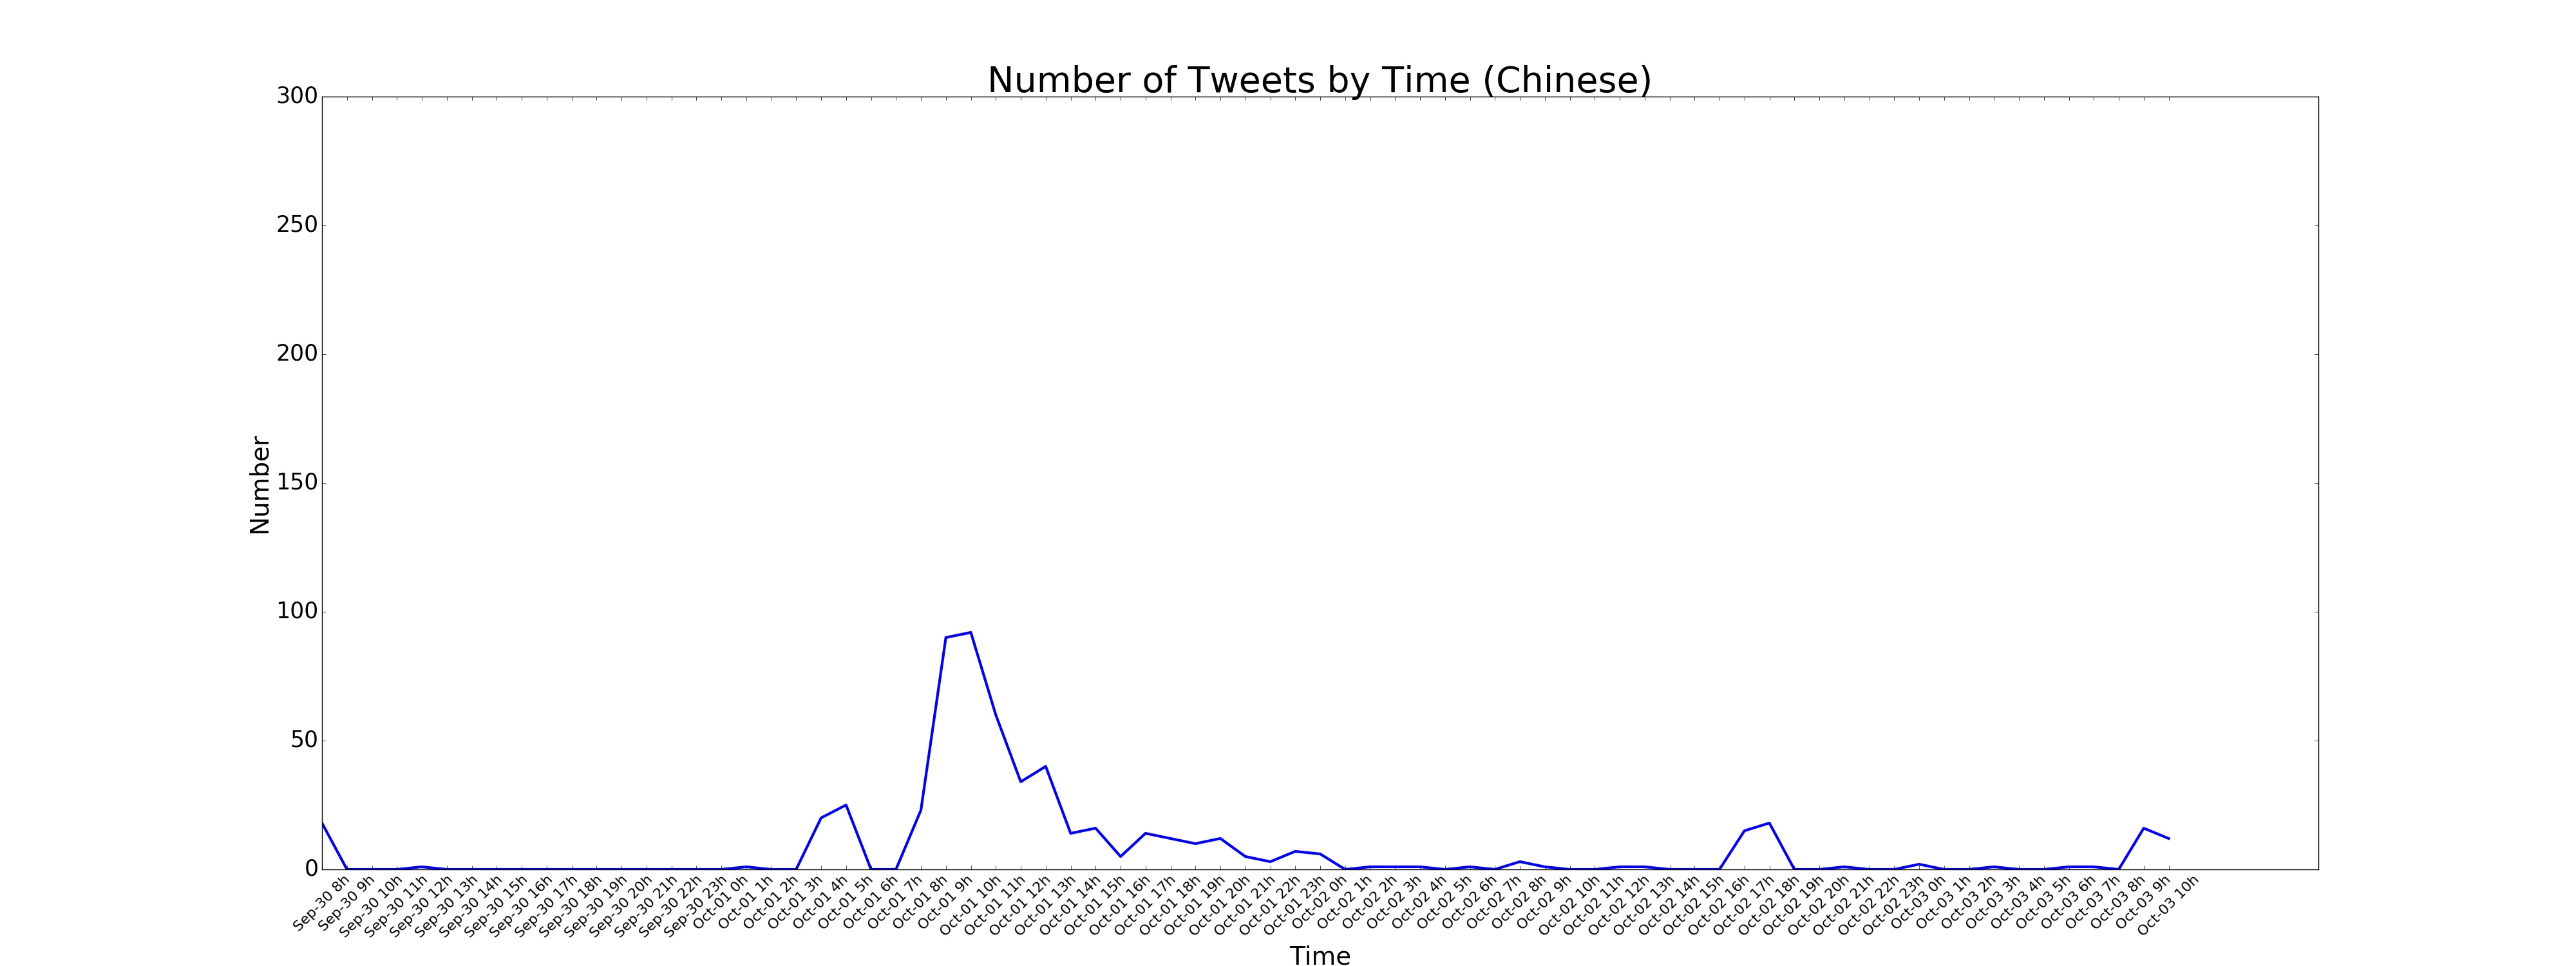 Number of Tweets by Time (Chinese)
300
250
200
150
100
50
0
Number
Sep-30 8h
Sep-30 9h
Sep-30 10h
Sep-30 11h
Sep-30 12h
Sep-30 13h
Sep-30 14h
Sep-30 15h
Sep-30 16h
Sep-30 17h
Sep-30 18h
Sep-30 19h
Sep-30 20h
Sep-30 21h
Sep-30 22h
Sep-30 23h
Oct-01 0h
Oct-01 1h
Oct-01 2h
Oct-01 3h
Oct-01 4h
Oct-01 5h
Oct-01 6h
Oct-01 7h
Oct-01 8h
Oct-01 9h
Oct-01 10h
Oct-01 11h
Oct-01 12h
Oct-01 13h
Oct-01 14h
Oct-01 15h
Oct-01 16h
Oct-01 17h
Oct-01 18h
Oct-01 19h
Oct-01 20h
Oct-01 21h
Oct-01 22h
Oct-01 23h
Oct-02 0h
Oct-02 1h
Oct-02 2h
Oct-02 3h
Oct-02 4h
Oct-02 5h
Oct-02 6h
Oct-02 7h
Oct-02 8h
Oct-02 9h
Oct-02 10h
Oct-02 11h
Oct-02 12h
Oct-02 13h
Oct-02 14h
Oct-02 15h
Oct-02 16h
Oct-02 17h
Oct-02 18h
Oct-02 19h
Oct-02 20h
Oct-02 21h
Oct-02 22h
Oct-02 23h
Oct-03 0h
Oct-03 1h
Oct-03 2h
Oct-03 3h
Oct-03 4h
Oct-03 5h
Oct-03 6h
Oct-03 7h
Oct-03 8h
Oct-03 9h
Oct-03 10h
Time